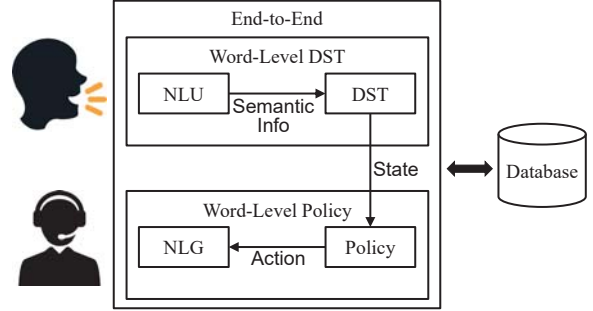 End-to-End
Word-Level DST
NLU
Semantic
Info
DST
State
Database
Word-Level Policy
NLG
Action
Policy